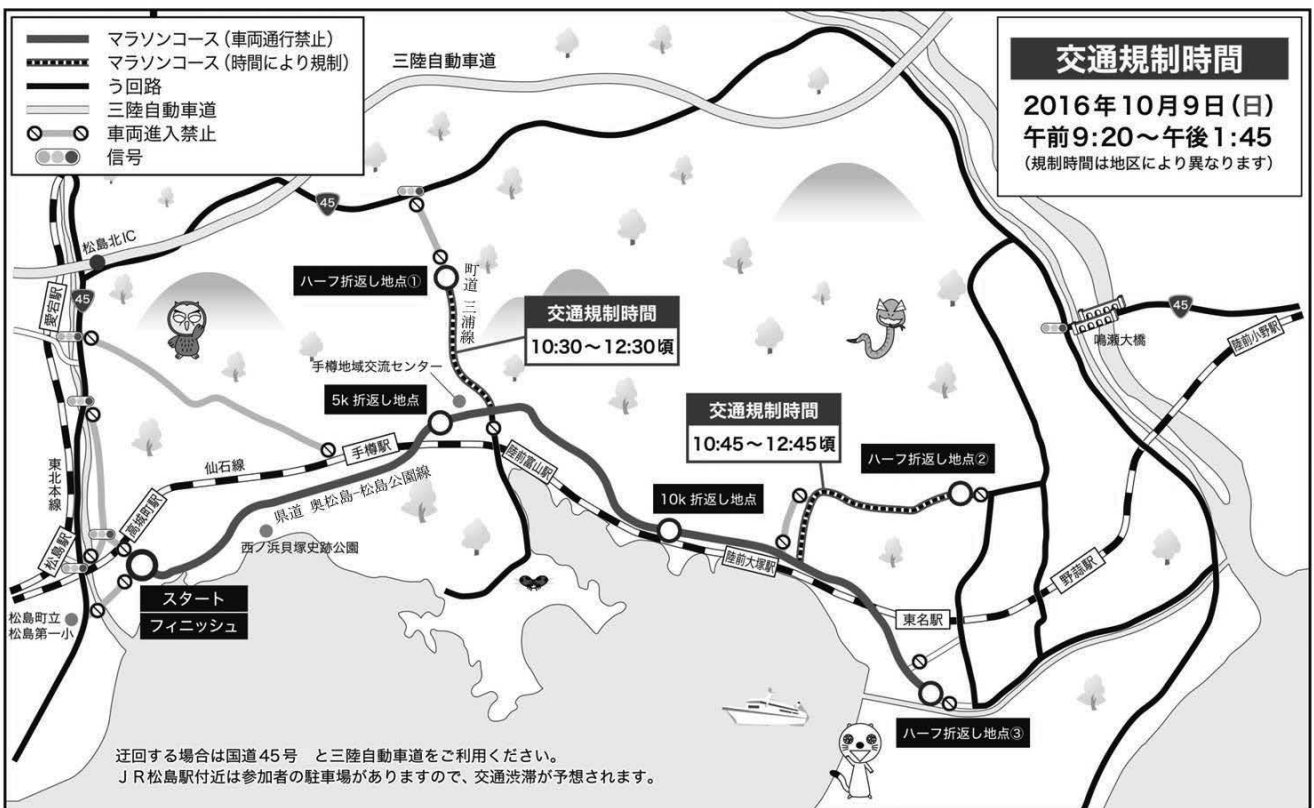 マラソンコース（車両通行禁止）
マラソンコース（時間により規制）
う回路
三陸自動車道
車両進入禁止
信号
交通規制時間
2016年10月9日（日）
午前9:20～午後1:45
（規制時間は地区により異なります）
三陸自動車道
45
松島北IC
45
愛宕駅
ハーフ折返し地点①
町道 三浦線
交通規制時間
10:30～12:30頃
45
鳴瀬大橋
陸前小野駅
手樽地域交流センター
5k 折返し地点
交通規制時間
10:45～12:45頃
ハーフ折返し地点②
東北本線
仙石線
手樽駅
陸前富山駅
10k 折返し地点
県道 奥松島−松島公園線
高城町駅
松島駅
西ノ浜貝塚史跡公園
陸前大塚駅
野蒜駅
東名駅
スタート
フィニッシュ
松島町立
松島第一小
ハーフ折返し地点③
迂回する場合は国道45号　と三陸自動車道をご利用ください。
ＪＲ松島駅付近は参加者の駐車場がありますので、交通渋滞が予想されます。